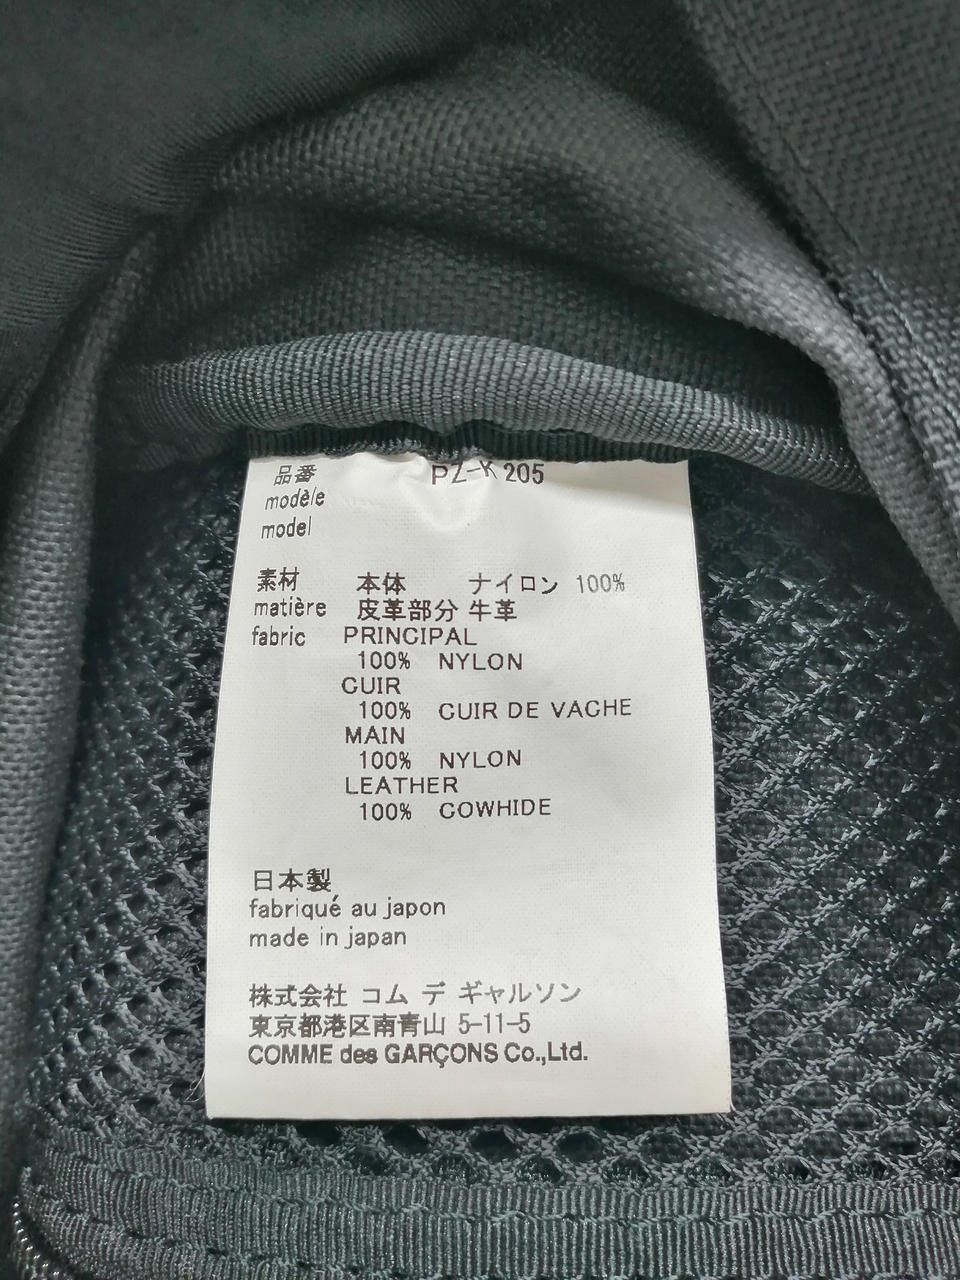 品番 PZ-K205
modèle
model
素材 本体 ナイロン 100%
matière 皮革部分 牛革
fabric PRINCIPAL
100% NYLON
CUIR
100% CUIR DE VACHE
MAIN
100% NYLON
LEATHER
100% COWHIDE
日本製
fabriqué au japon
made in japan
株式会社 コム デ ギャルソン
東京都港区南青山 5-11-5
COMME des GARÇONS Co.,Ltd.